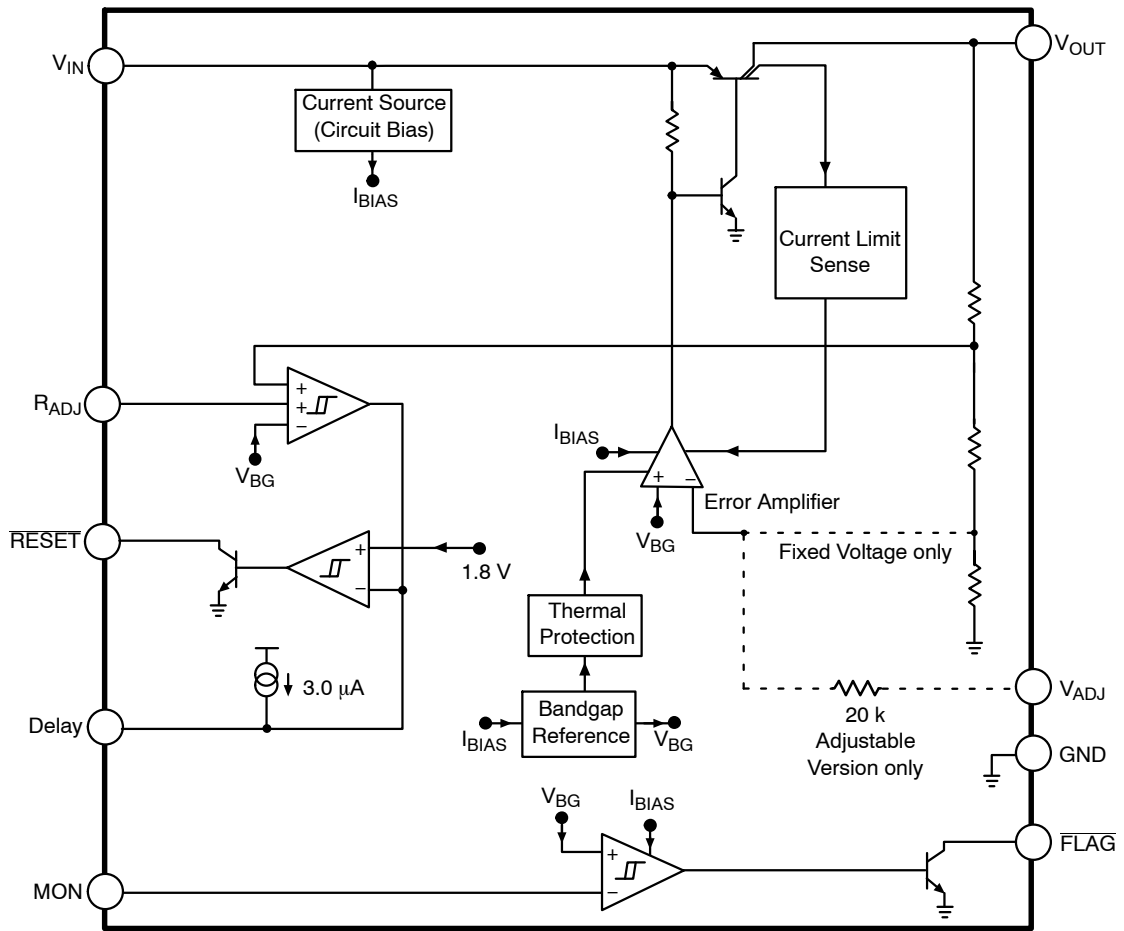 V_IN
V_OUT
Current Source
(Circuit Bias)
I_BIAS
Current Limit
Sense
R_ADJ
+
+
−
V_BG
I_BIAS
+
−
Error Amplifier
V_BG
RESET
+
−
1.8 V
Fixed Voltage only
Thermal
Protection
3.0 μA
Delay
I_BIAS
Bandgap
Reference
V_BG
20 k
Adjustable
Version only
V_ADJ
GND
V_BG
I_BIAS
+
−
FLAG
MON